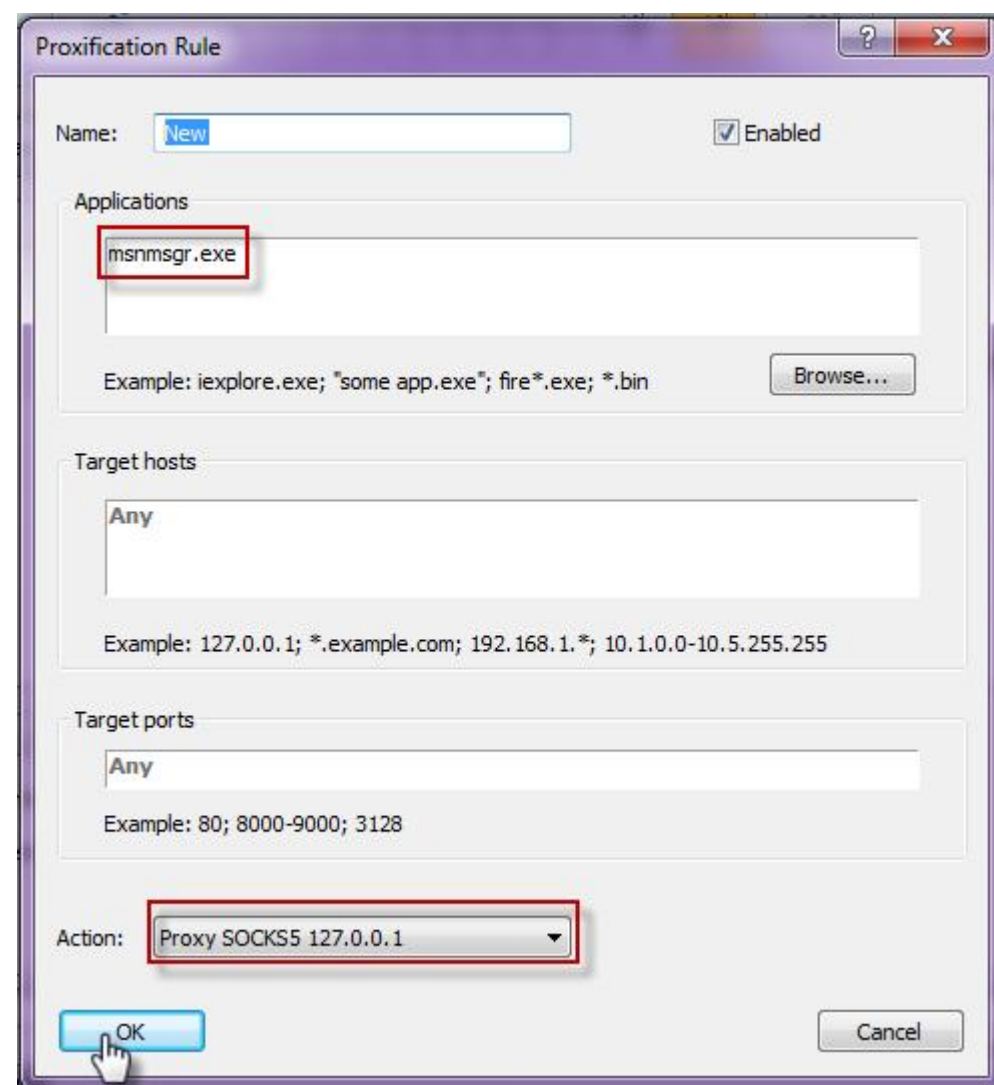 Proxification Rule
Name: New Enabled
Applications
msnmsgr.exe
Example: iexplore.exe; "some app.exe"; fire*.exe; *.bin Browse...
Target hosts
Any
Example: 127.0.0.1; *.example.com; 192.168.1.*; 10.1.0.0-10.5.255.255
Target ports
Any
Example: 80; 8000-9000; 3128
Action: Proxy SOCKS5 127.0.0.1
OK Cancel